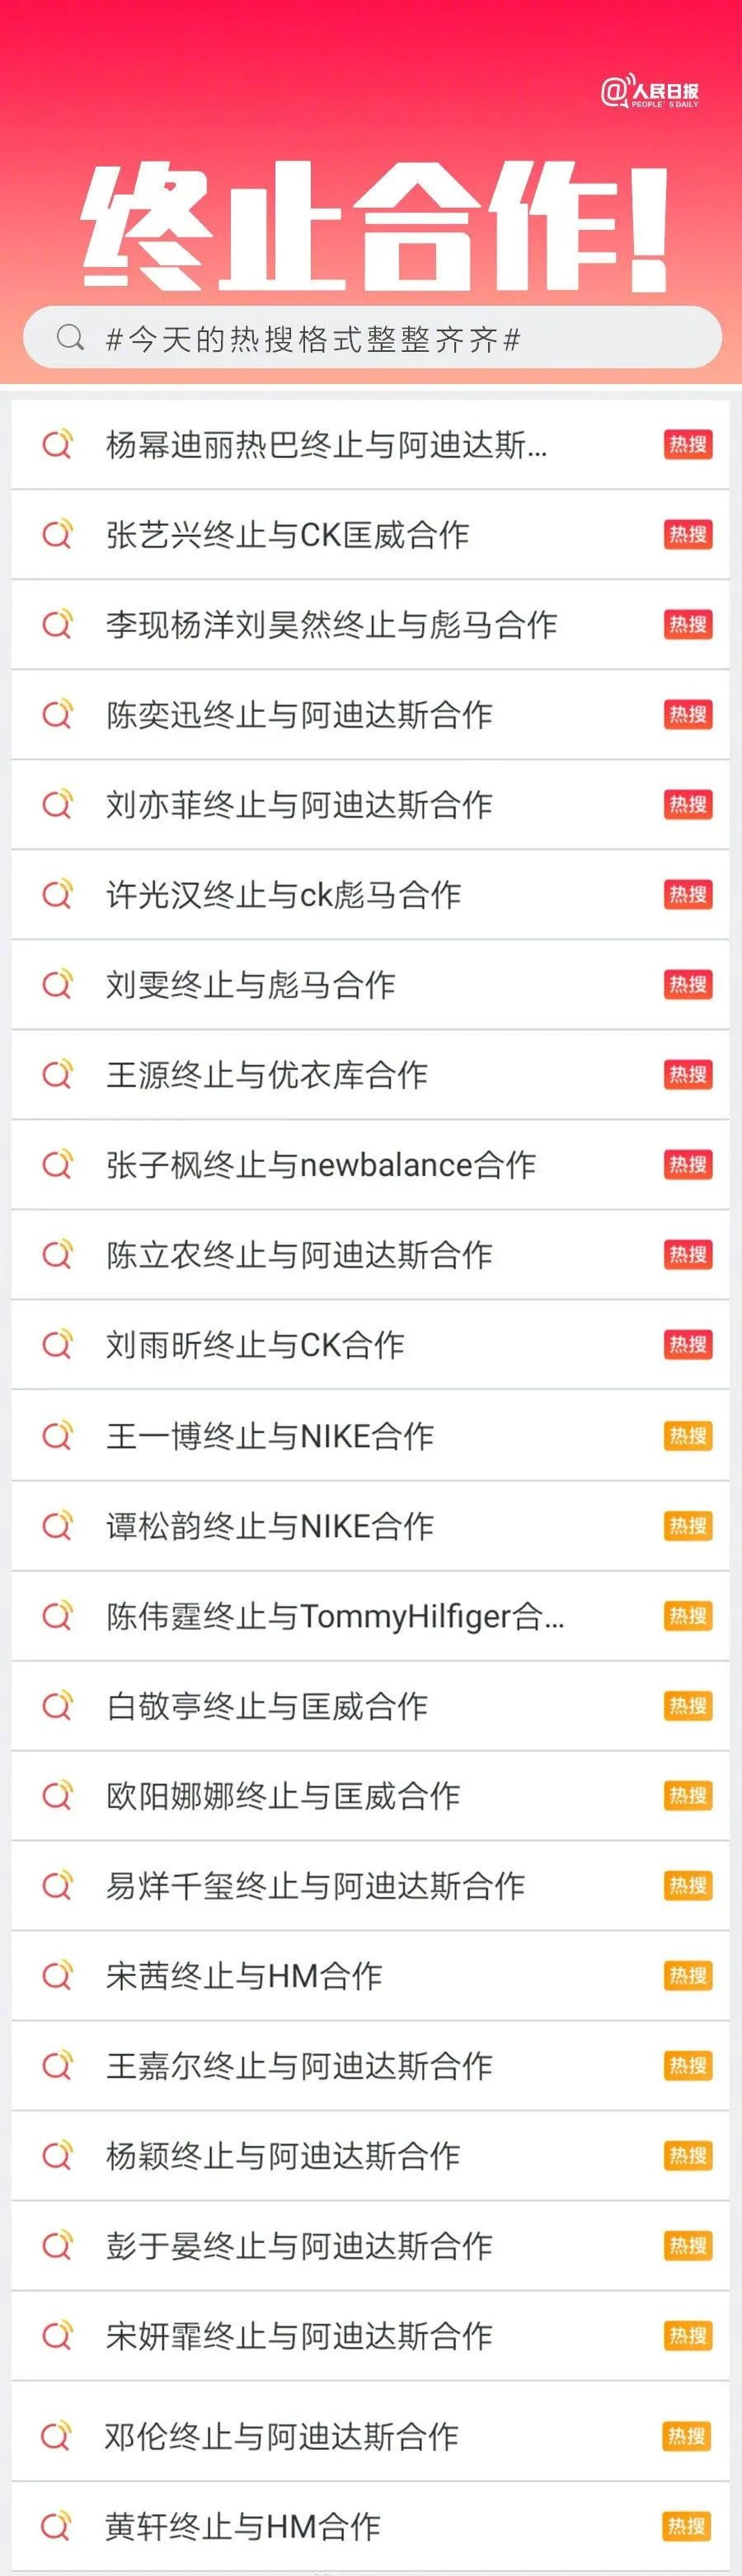 @人民日报
PEOPLE'S DAILY
终止合作!
#今天的热搜格式整整齐齐#
杨幂迪丽热巴终止与阿迪达斯... 热搜
张艺兴终止与CK匡威合作 热搜
李现杨洋刘昊然终止与彪马合作 热搜
陈奕迅终止与阿迪达斯合作 热搜
刘亦菲终止与阿迪达斯合作 热搜
许光汉终止与ck彪马合作 热搜
刘雯终止与彪马合作 热搜
王源终止与优衣库合作 热搜
张子枫终止与newbalance合作 热搜
陈立农终止与阿迪达斯合作 热搜
刘雨昕终止与CK合作 热搜
王一博终止与NIKE合作 热搜
谭松韵终止与NIKE合作 热搜
陈伟霆终止与TommyHilfiger合... 热搜
白敬亭终止与匡威合作 热搜
欧阳娜娜终止与匡威合作 热搜
易烊千玺终止与阿迪达斯合作 热搜
宋茜终止与HM合作 热搜
王嘉尔终止与阿迪达斯合作 热搜
杨颖终止与阿迪达斯合作 热搜
彭于晏终止与阿迪达斯合作 热搜
宋妍霏终止与阿迪达斯合作 热搜
邓伦终止与阿迪达斯合作 热搜
黄轩终止与HM合作 热搜